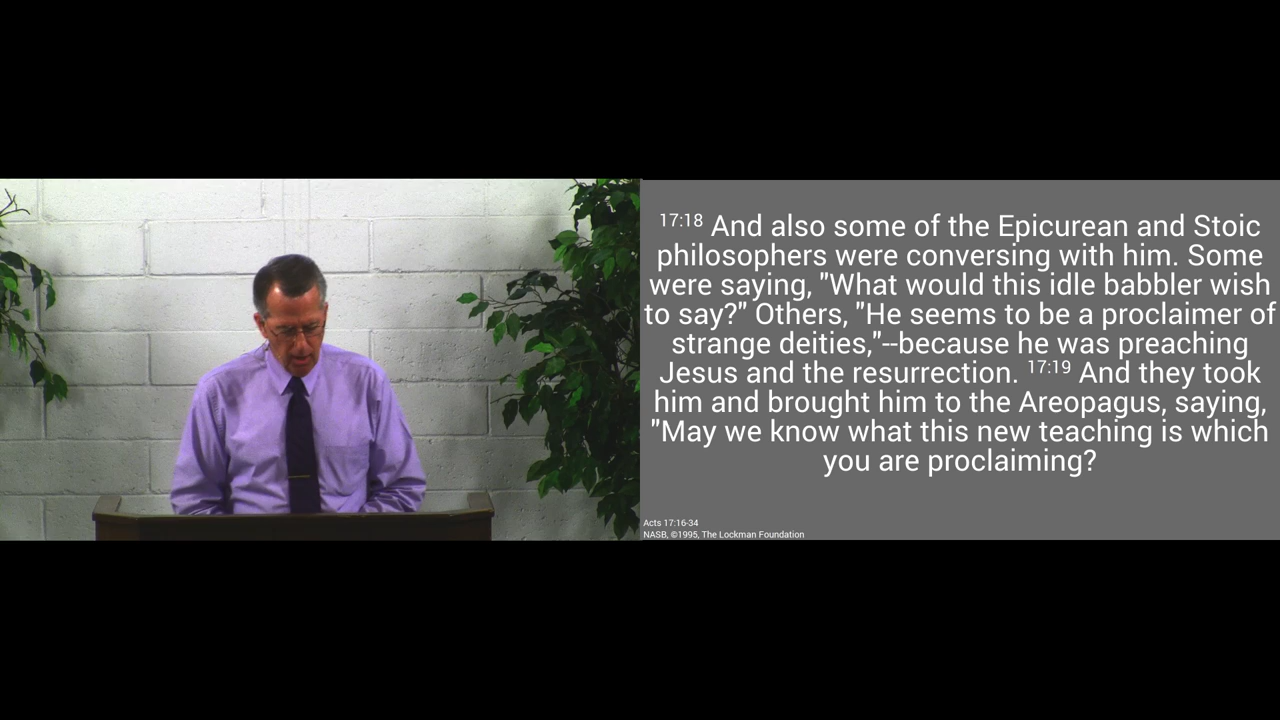 17:18 And also some of the Epicurean and Stoic
philosophers were conversing with him. Some
were saying, "What would this idle babbler wish
to say?" Others, "He seems to be a proclaimer of
strange deities,"--because he was preaching
Jesus and the resurrection. 17:19 And they took
him and brought him to the Areopagus, saying,
"May we know what this new teaching is which
you are proclaiming?
Acts 17:16-34
NASB, ©1995, The Lockman Foundation